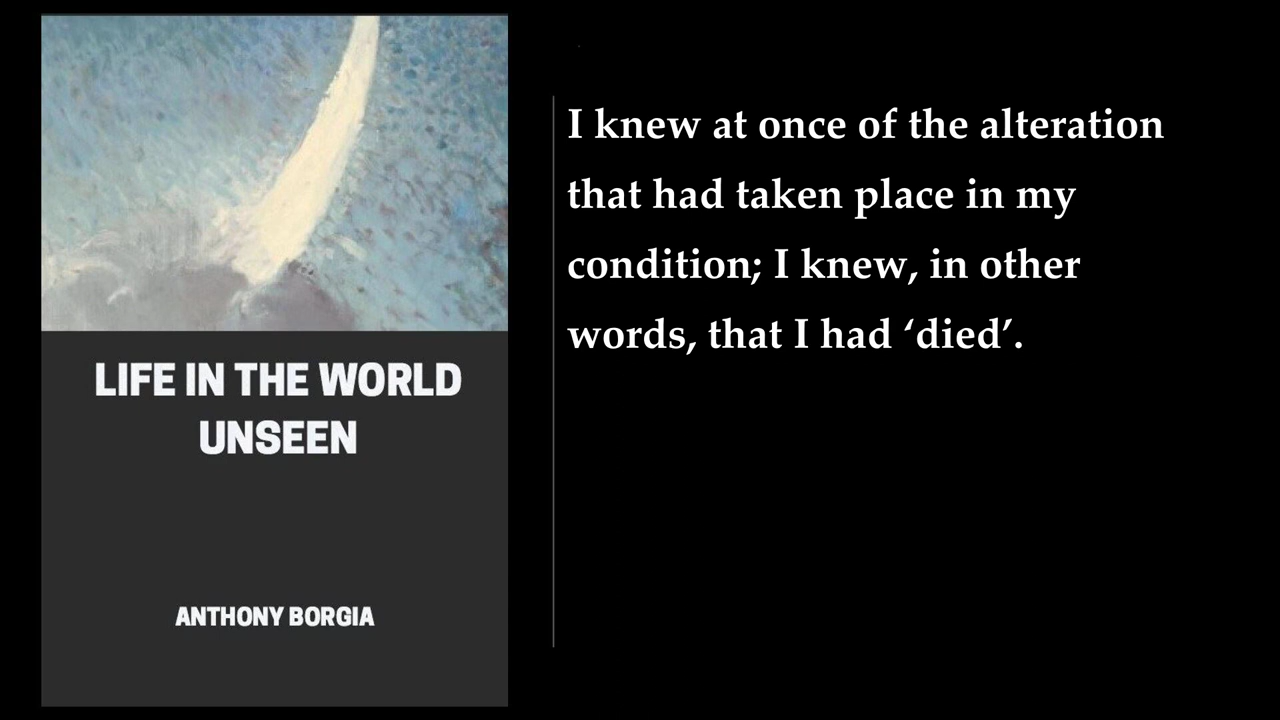 LIFE IN THE WORLD
UNSEEN
ANTHONY BORGIA
I knew at once of the alteration
that had taken place in my
condition; I knew, in other
words, that I had ‘died’.